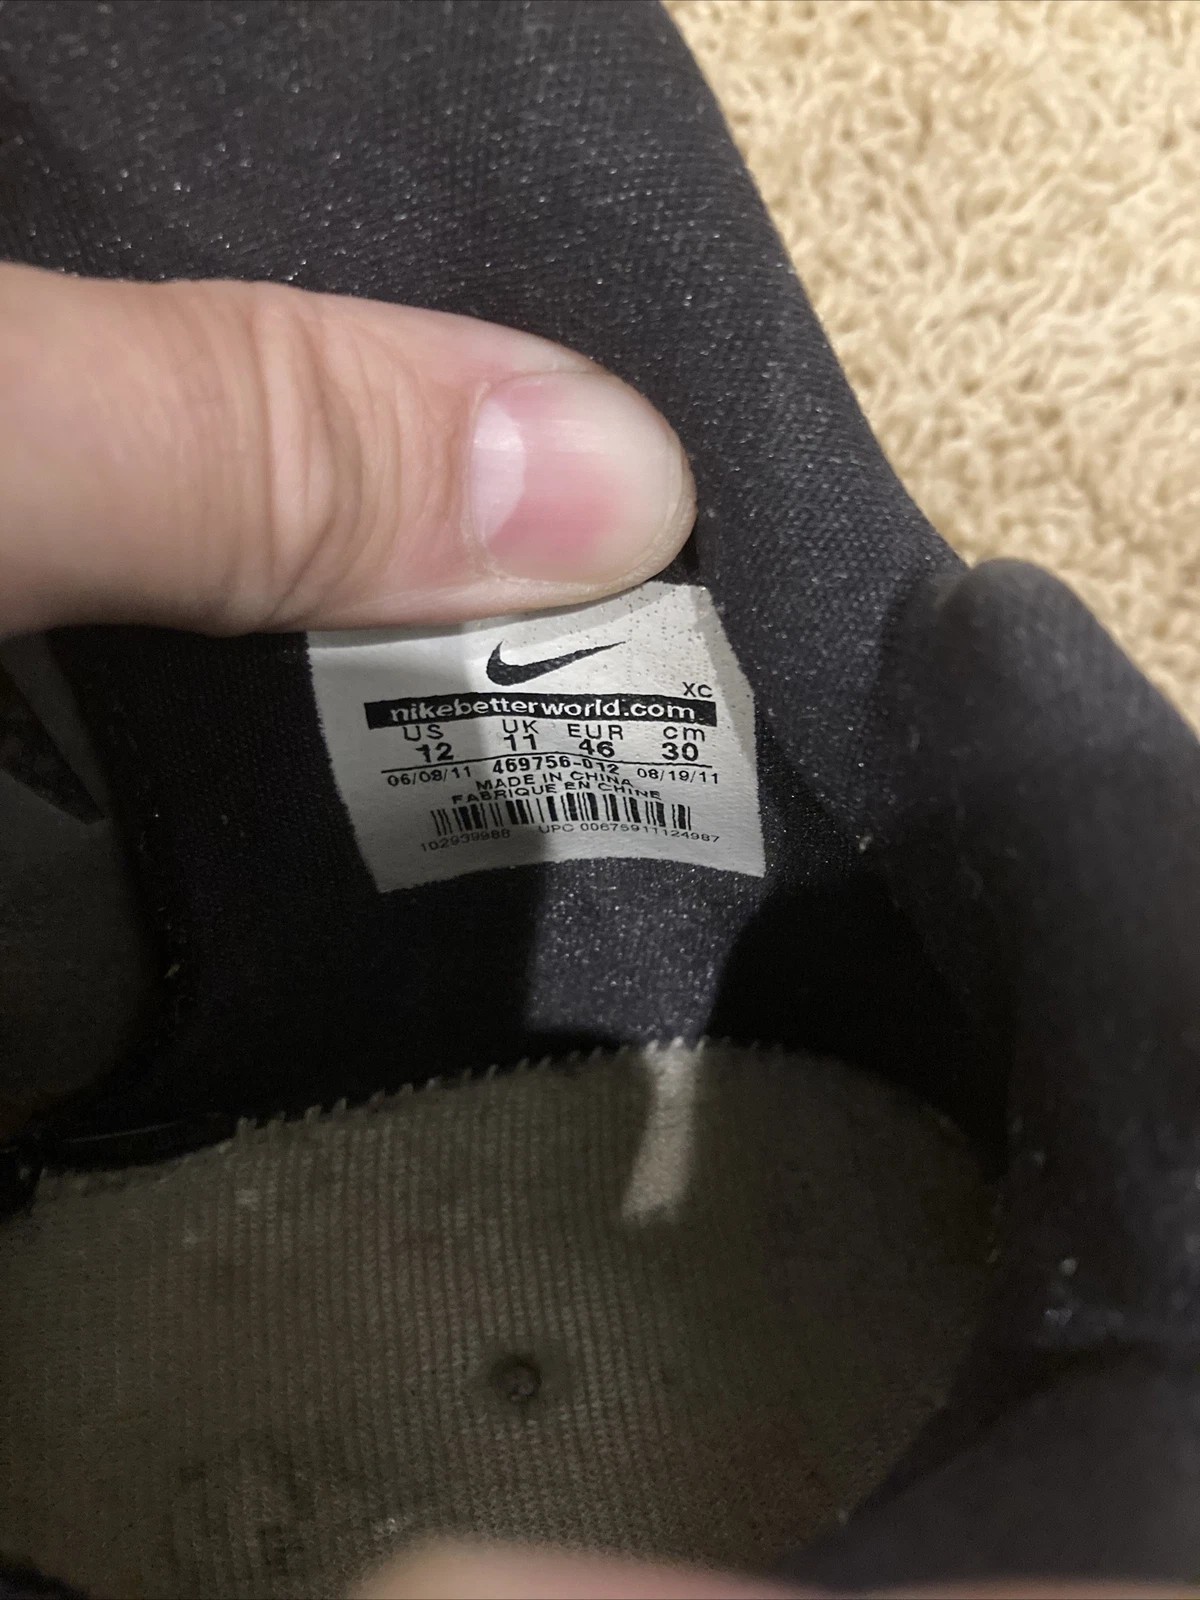 XC
nikebetterworld.com
US UK EUR cm
12 11 46 30
06/08/11 469756-012 08/19/11
MADE IN CHINA
FABRIQUE EN CHINE
102939988 UPC 00675911124987